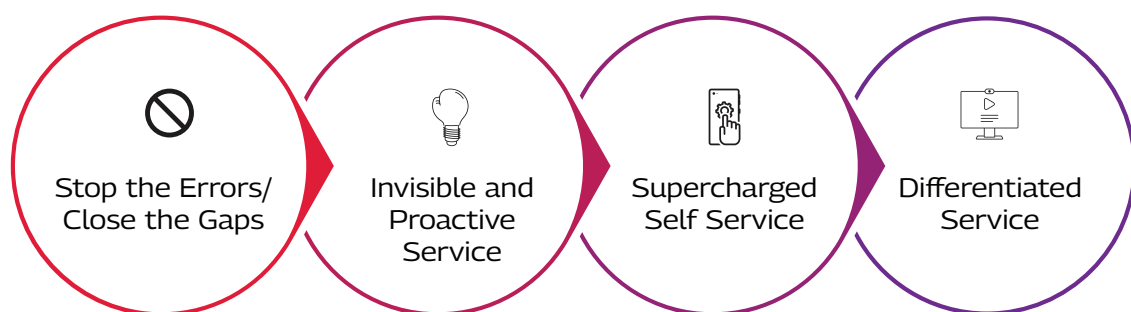 Stop the Errors/
Close the Gaps
Invisible and
Proactive
Service
Supercharged
Self Service
Differentiated
Service